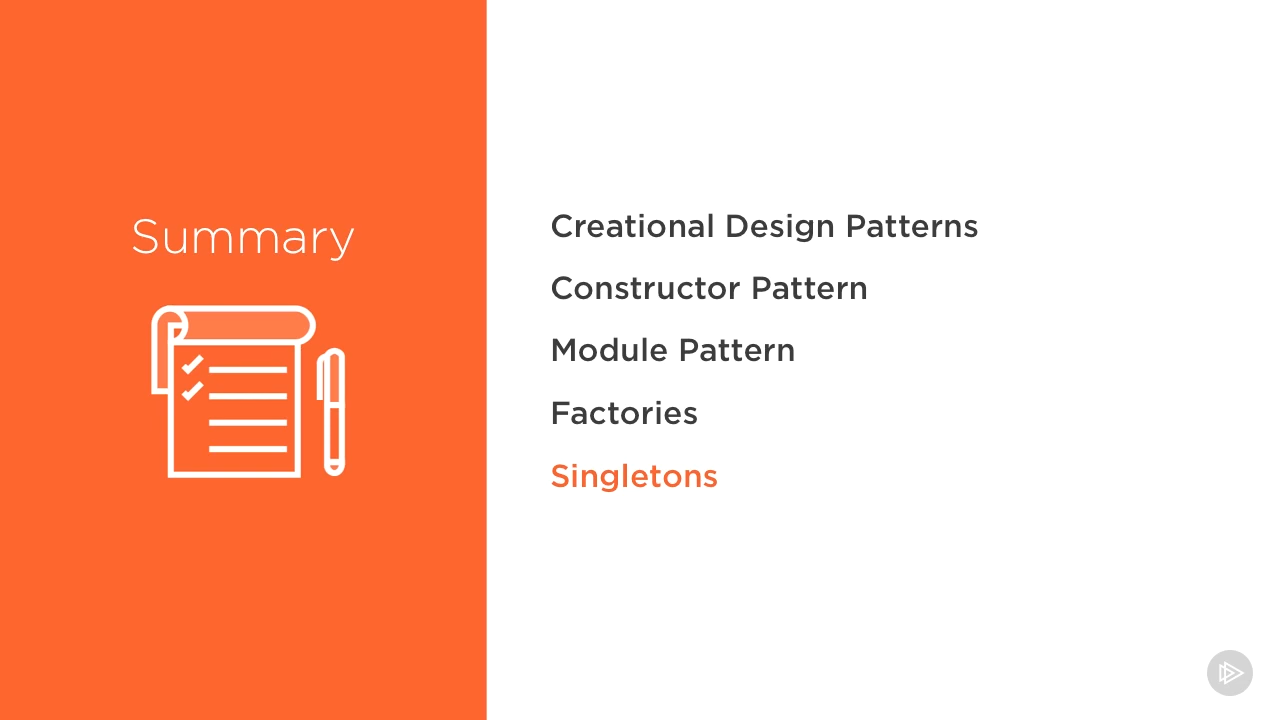 Summary
Creational Design Patterns
Constructor Pattern
Module Pattern
Factories
Singletons